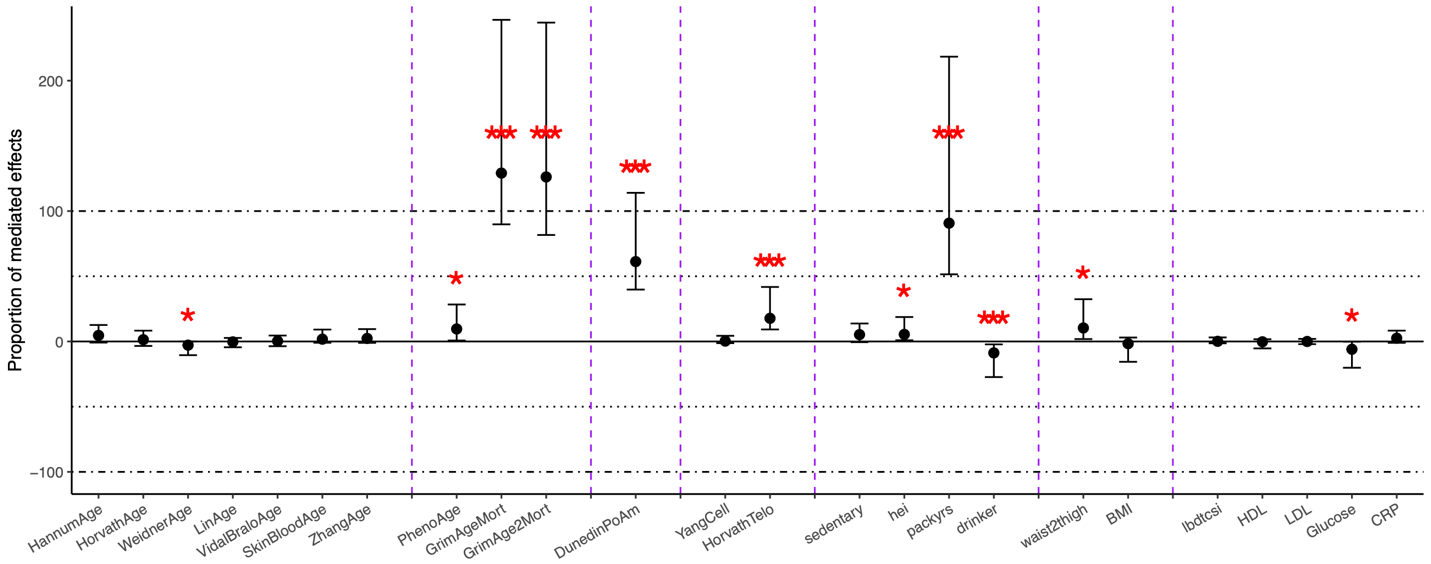 Proportion of mediated effects
200
100
0
−100
***
***
***
***
***
*
*
*
*
***
*
*
HannumAge
HorvathAge
WeidnerAge
LinAge
VidalBraloAge
SkinBloodAge
ZhangAge
PhenoAge
GrimAgeMort
GrimAge2Mort
DunedinPoAm
YangCell
HorvathTelo
sedentary
hei
packyrs
drinker
waist2thigh
BMI
lbdtcsi
HDL
LDL
Glucose
CRP